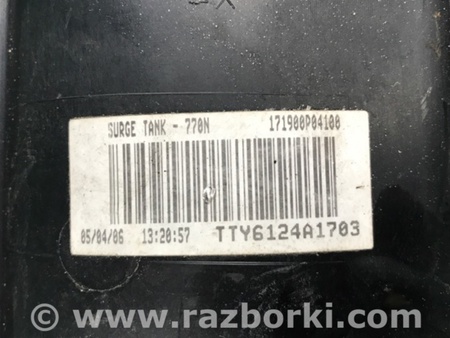 SURGE TANK - 770N 171900P04100
05/04/06 13:20:57 TTY6124A1703
© www.razborki.com